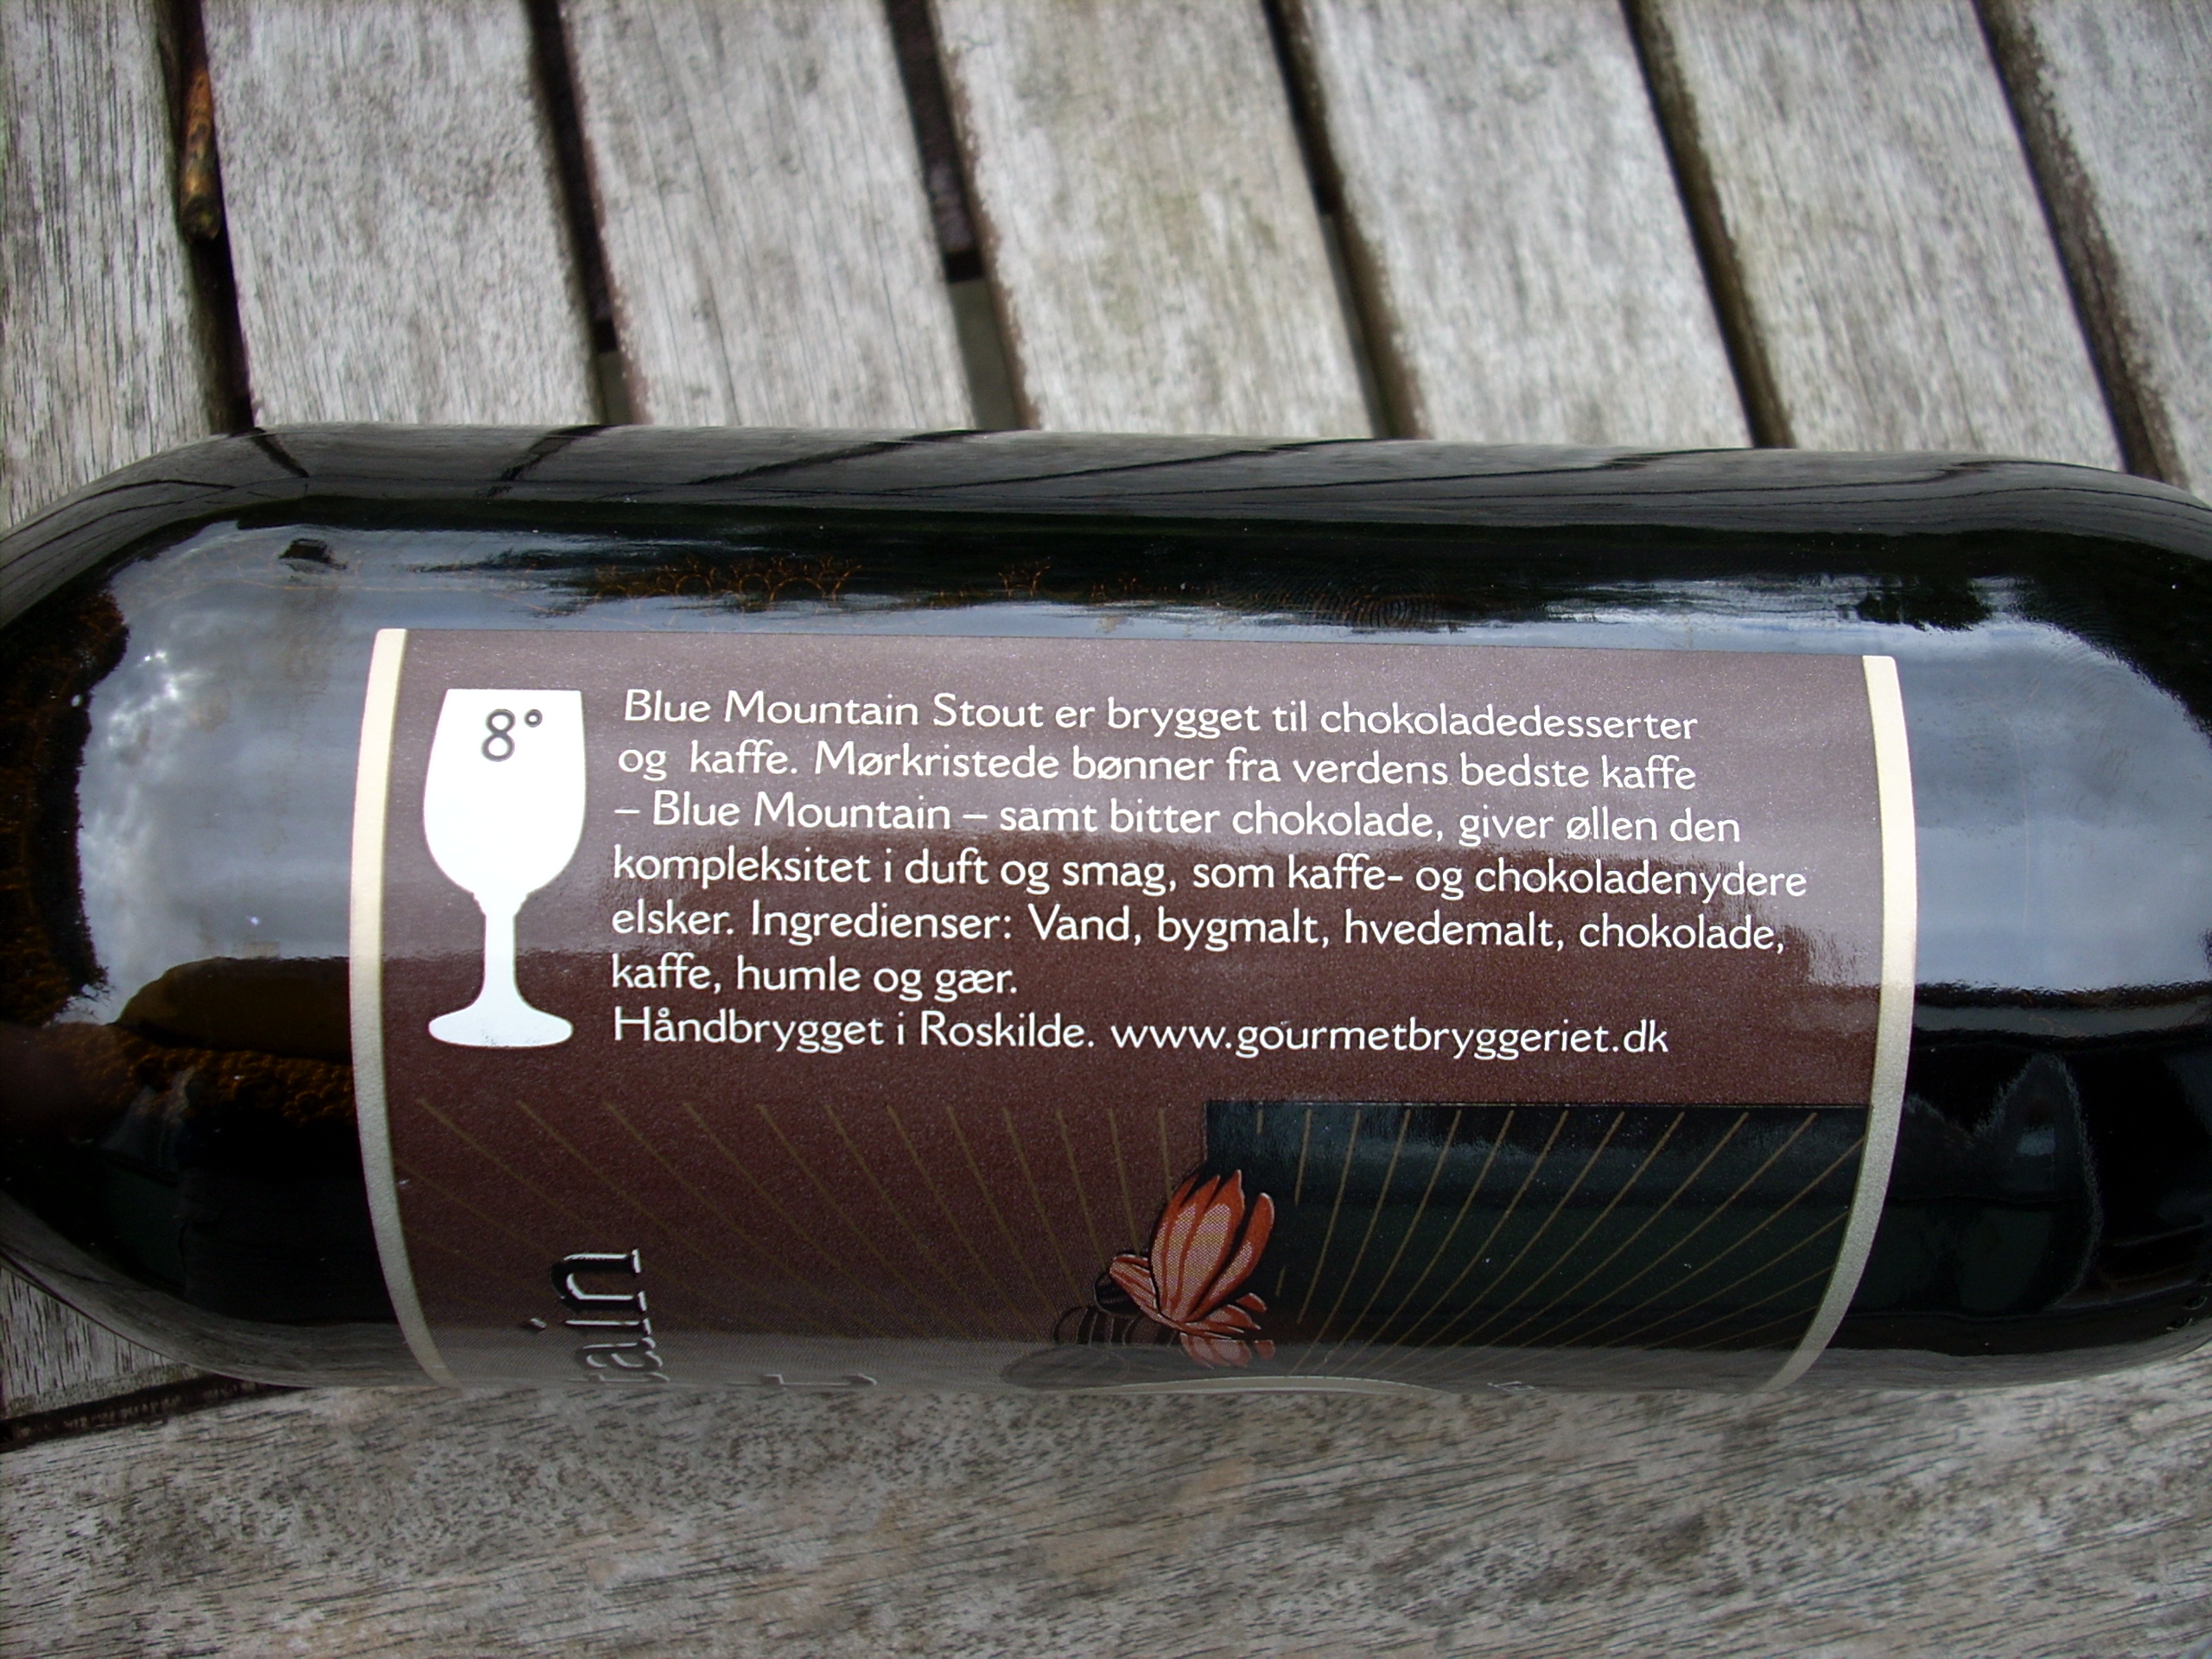 8°
Blue Mountain Stout er brygget til chokoladedesserter
og kaffe. Mørkristede bønner fra verdens bedste kaffe
– Blue Mountain – samt bitter chokolade, giver øllen den
kompleksitet i duft og smag, som kaffe- og chokoladenydere
elsker. Ingredienser: Vand, bygmalt, hvedemalt, chokolade,
kaffe, humle og gær.
Håndbrygget i Roskilde. www.gourmetbryggeriet.dk
tain
t